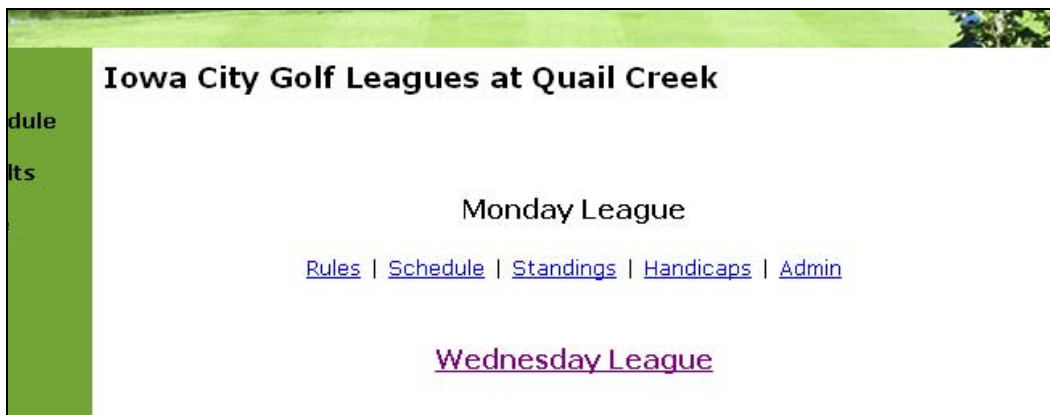 Iowa City Golf Leagues at Quail Creek
dule
lts
Monday League
Rules | Schedule | Standings | Handicaps | Admin
Wednesday League